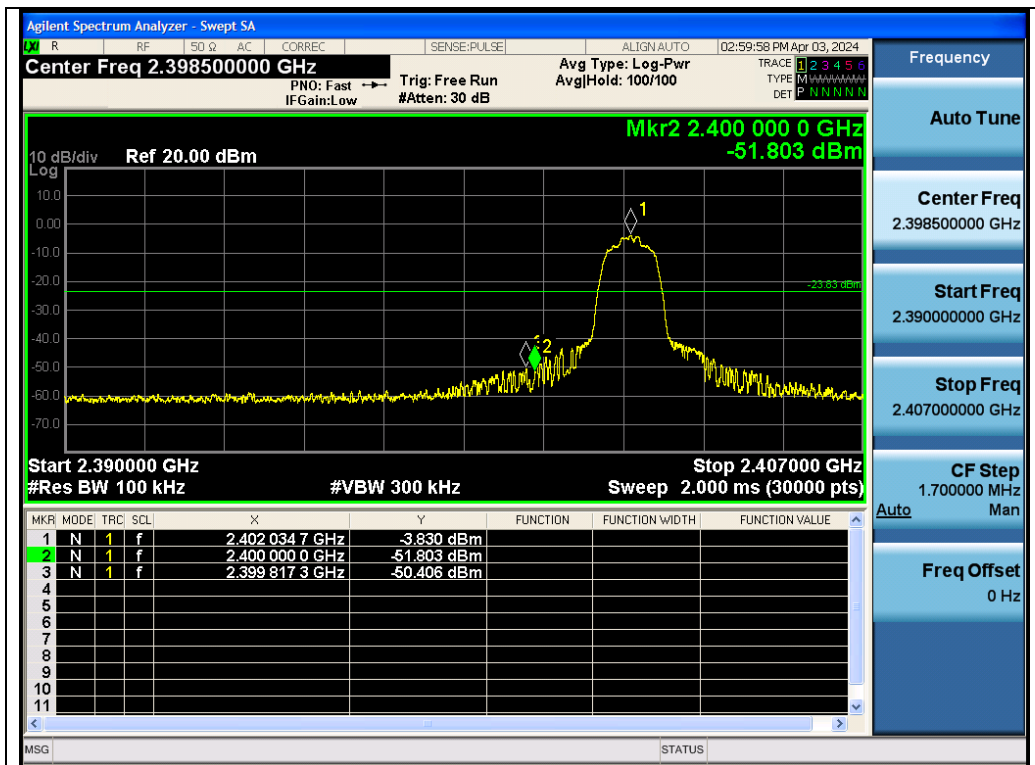 Agilent Spectrum Analyzer - Swept SA
LXI R RF 50 Ω AC CORREC SENSE:PULSE ALIGN AUTO 02:59:58 PM Apr 03, 2024
Center Freq 2.398500000 GHz
PNO: Fast
IFGain:Low
Trig: Free Run
#Atten: 30 dB
Avg Type: Log-Pwr
Avg|Hold: 100/100
TRACE 1 2 3 4 5 6
TYPE M
DET P N N N N N
Mkr2 2.400 000 0 GHz
-51.803 dBm
10 dB/div Ref 20.00 dBm
Log
10.0
0.00
-10.0
-20.0
-30.0
-40.0
-50.0
-60.0
-70.0
1
2
-23.83 dBm
Start 2.390000 GHz Stop 2.407000 GHz
#Res BW 100 kHz #VBW 300 kHz Sweep 2.000 ms (30000 pts)
MKR MODE TRC SCL X Y FUNCTION FUNCTION WIDTH FUNCTION VALUE
1 N 1 f 2.402 034 7 GHz -3.830 dBm
2 N 1 f 2.400 000 0 GHz -51.803 dBm
3 N 1 f 2.399 817 3 GHz -50.406 dBm
4
5
6
7
8
9
10
11
MSG STATUS
Frequency
Auto Tune
Center Freq
2.398500000 GHz
Start Freq
2.390000000 GHz
Stop Freq
2.407000000 GHz
CF Step
1.700000 MHz
Auto Man
Freq Offset
0 Hz